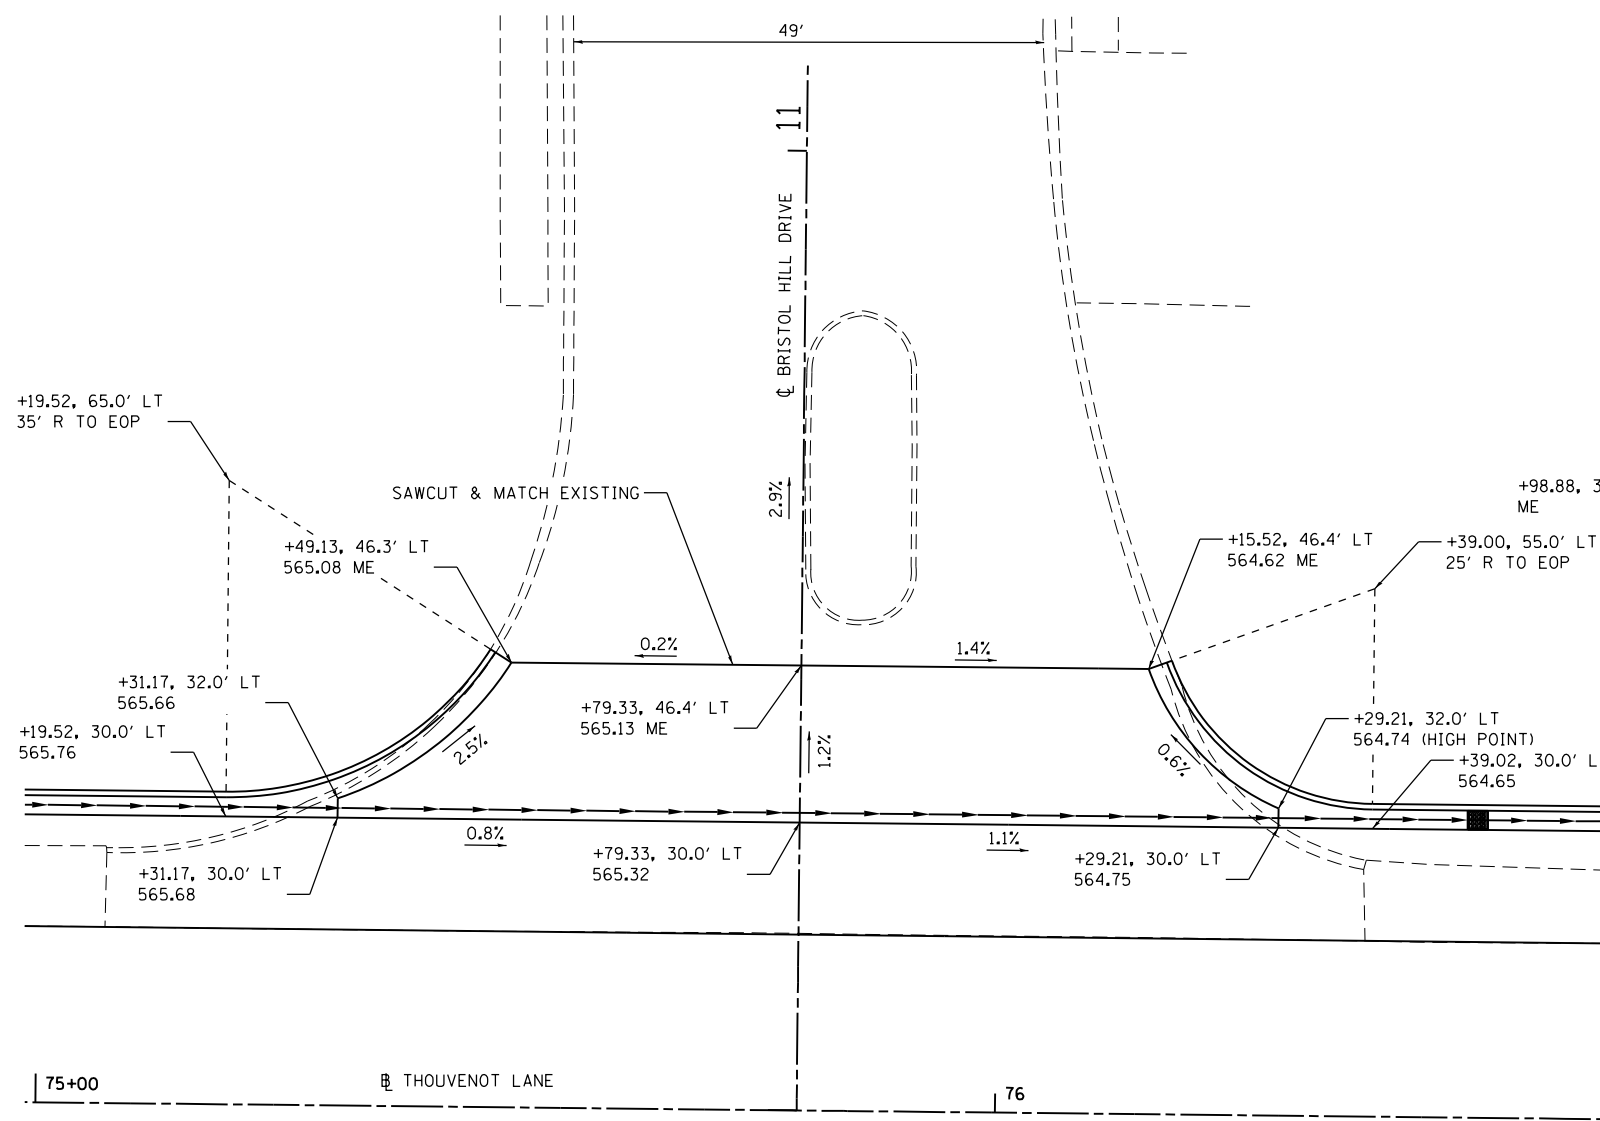 49'
11
℄ BRISTOL HILL DRIVE
+19.52, 65.0' LT
35' R TO EOP
SAWCUT & MATCH EXISTING
2.9%
+98.88, 3
ME
+49.13, 46.3' LT
565.08 ME
+15.52, 46.4' LT
564.62 ME
+39.00, 55.0' LT
25' R TO EOP
0.2%
1.4%
+31.17, 32.0' LT
565.66
+79.33, 46.4' LT
565.13 ME
+29.21, 32.0' LT
564.74 (HIGH POINT)
+19.52, 30.0' LT
565.76
2.5%
1.2%
0.6%
+39.02, 30.0' L
564.65
0.8%
1.1%
+79.33, 30.0' LT
565.32
+29.21, 30.0' LT
564.75
+31.17, 30.0' LT
565.68
75+00
BL THOUVENOT LANE
76